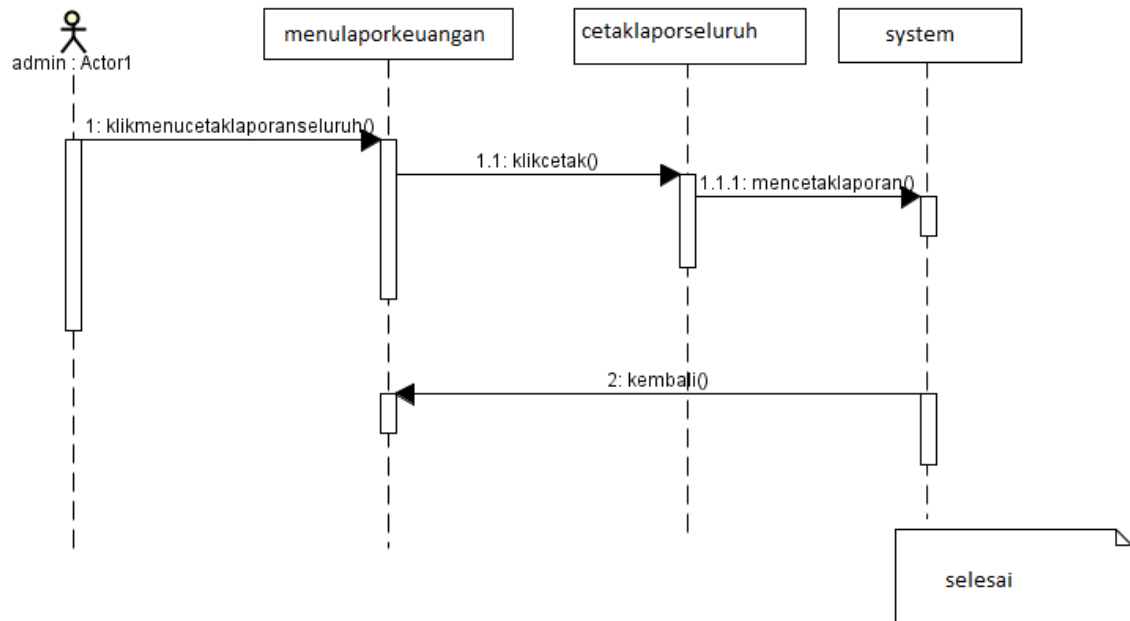 menulaporkeuangan
cetaklaporseluruh
system
admin : Actor1
1: klikmenucetaklaporanseluruh()
1.1: klikcetak()
1.1.1: mencetaklaporan()
2: kembali()
selesai